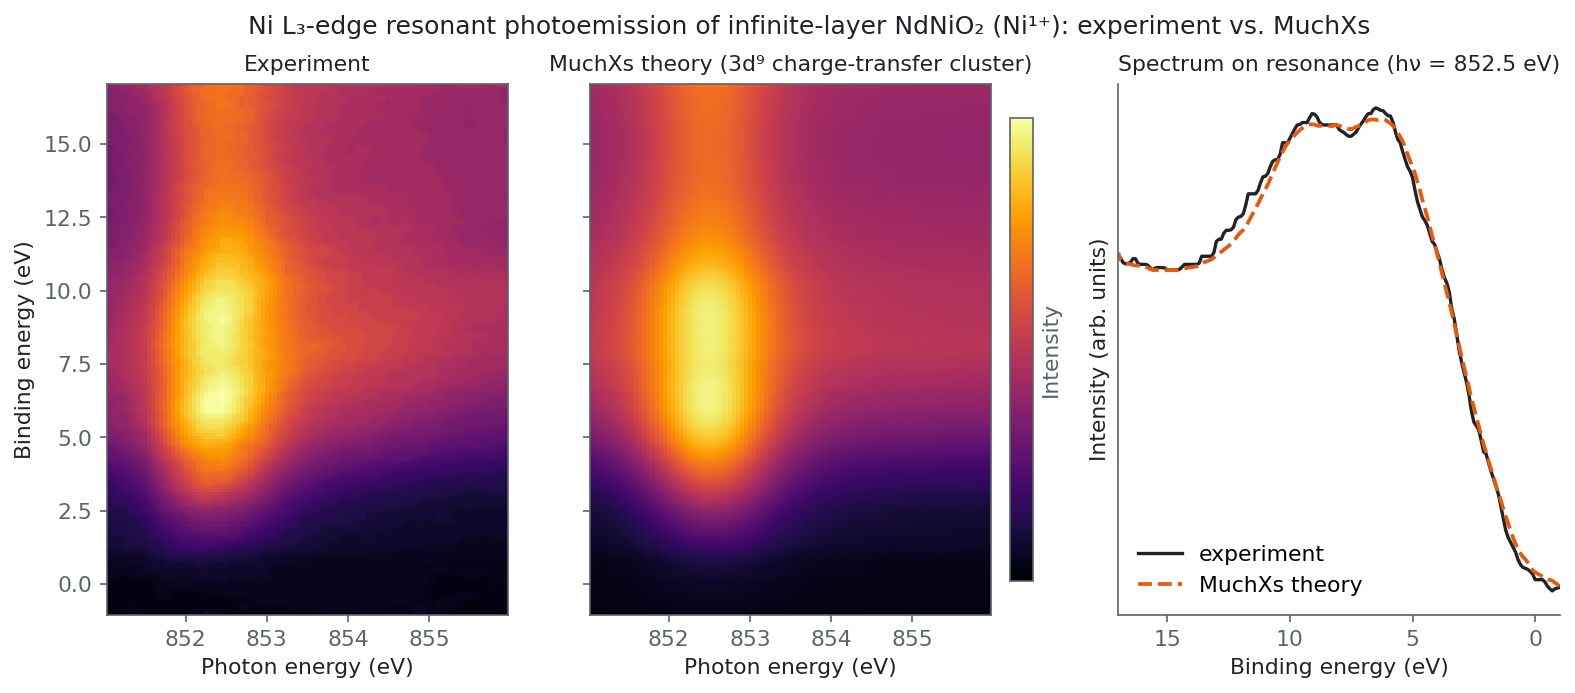 Ni L₃-edge resonant photoemission of infinite-layer NdNiO₂ (Ni¹⁺): experiment vs. MuchXs
Experiment
MuchXs theory (3d⁹ charge-transfer cluster)
Spectrum on resonance (hν = 852.5 eV)
Binding energy (eV)
15.0
12.5
10.0
7.5
5.0
2.5
0.0
852 853 854 855
Photon energy (eV)
852 853 854 855
Photon energy (eV)
Intensity
Intensity (arb. units)
experiment
MuchXs theory
15 10 5 0
Binding energy (eV)